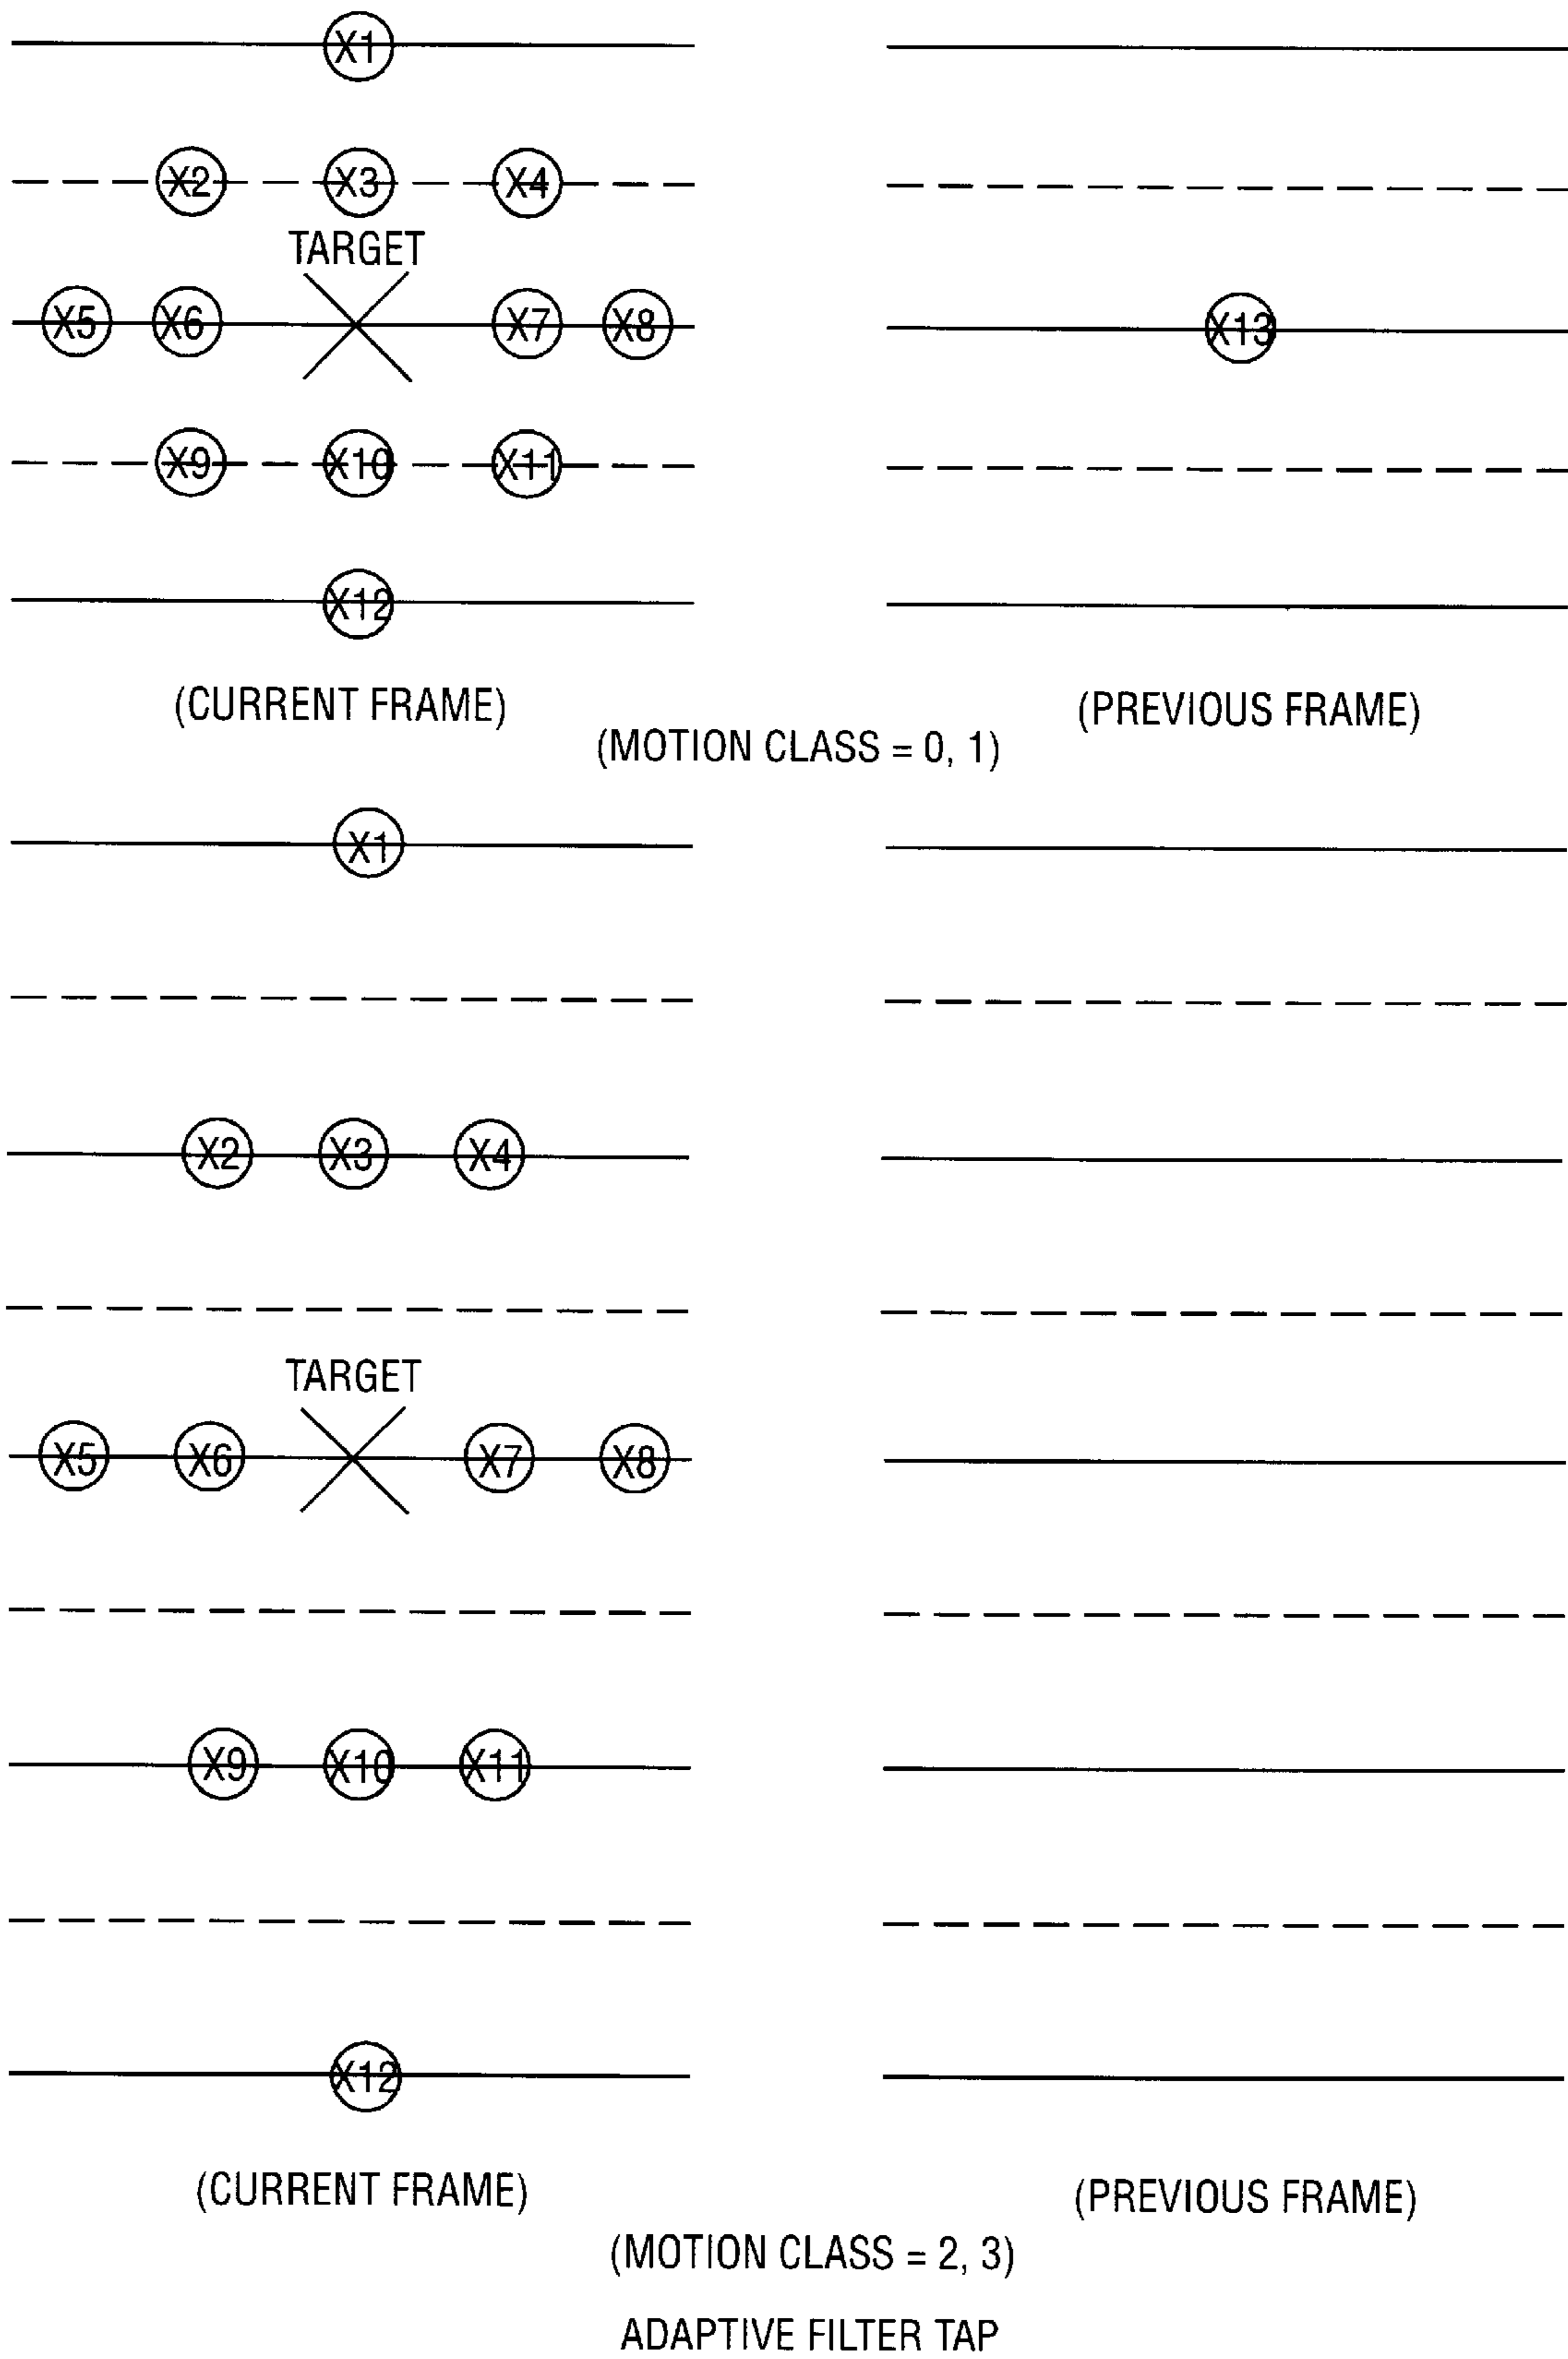 X1
X2 X3 X4
TARGET
X5 X6 X7 X8 X13
X9 X10 X11
X12
(CURRENT FRAME) (PREVIOUS FRAME)
(MOTION CLASS = 0, 1)
X1
X2 X3 X4
TARGET
X5 X6 X7 X8
X9 X10 X11
X12
(CURRENT FRAME) (PREVIOUS FRAME)
(MOTION CLASS = 2, 3)
ADAPTIVE FILTER TAP